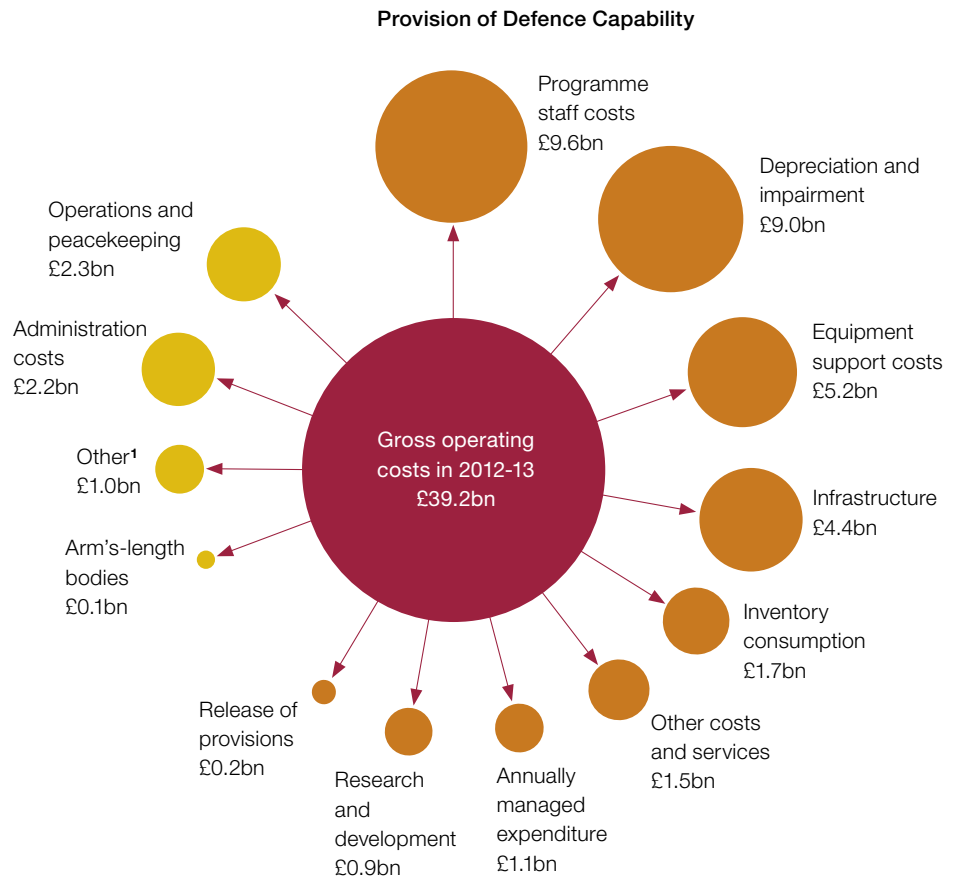 Provision of Defence Capability
Programme
staff costs
£9.6bn
Depreciation and
impairment
£9.0bn
Equipment
support costs
£5.2bn
Infrastructure
£4.4bn
Inventory
consumption
£1.7bn
Other costs
and services
£1.5bn
Annually
managed
expenditure
£1.1bn
Research
and
development
£0.9bn
Release of
provisions
£0.2bn
Arm's-length
bodies
£0.1bn
Other¹
£1.0bn
Administration
costs
£2.2bn
Operations and
peacekeeping
£2.3bn
Gross operating
costs in 2012-13
£39.2bn